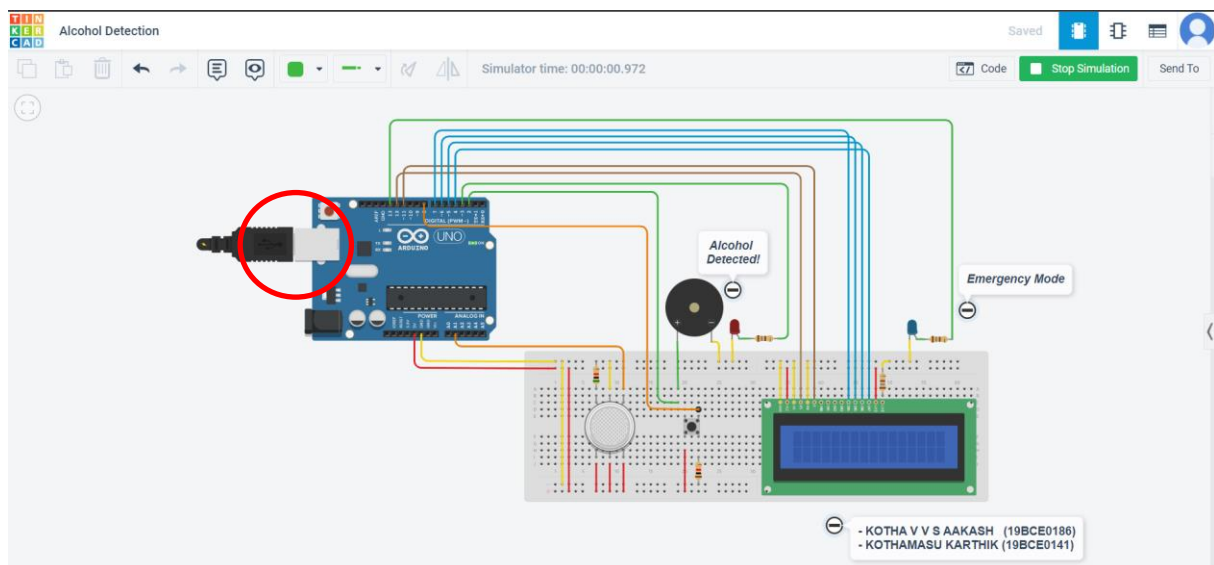 TIN
KER
CAD
Alcohol Detection
Saved
Simulator time: 00:00:00.972
Code
Stop Simulation
Send To
DIGITAL (PWM~)
UNO
ARDUINO
POWER
ANALOG IN
Alcohol
Detected!
Emergency Mode
- KOTHA V V S AAKASH (19BCE0186)
- KOTHAMASU KARTHIK (19BCE0141)